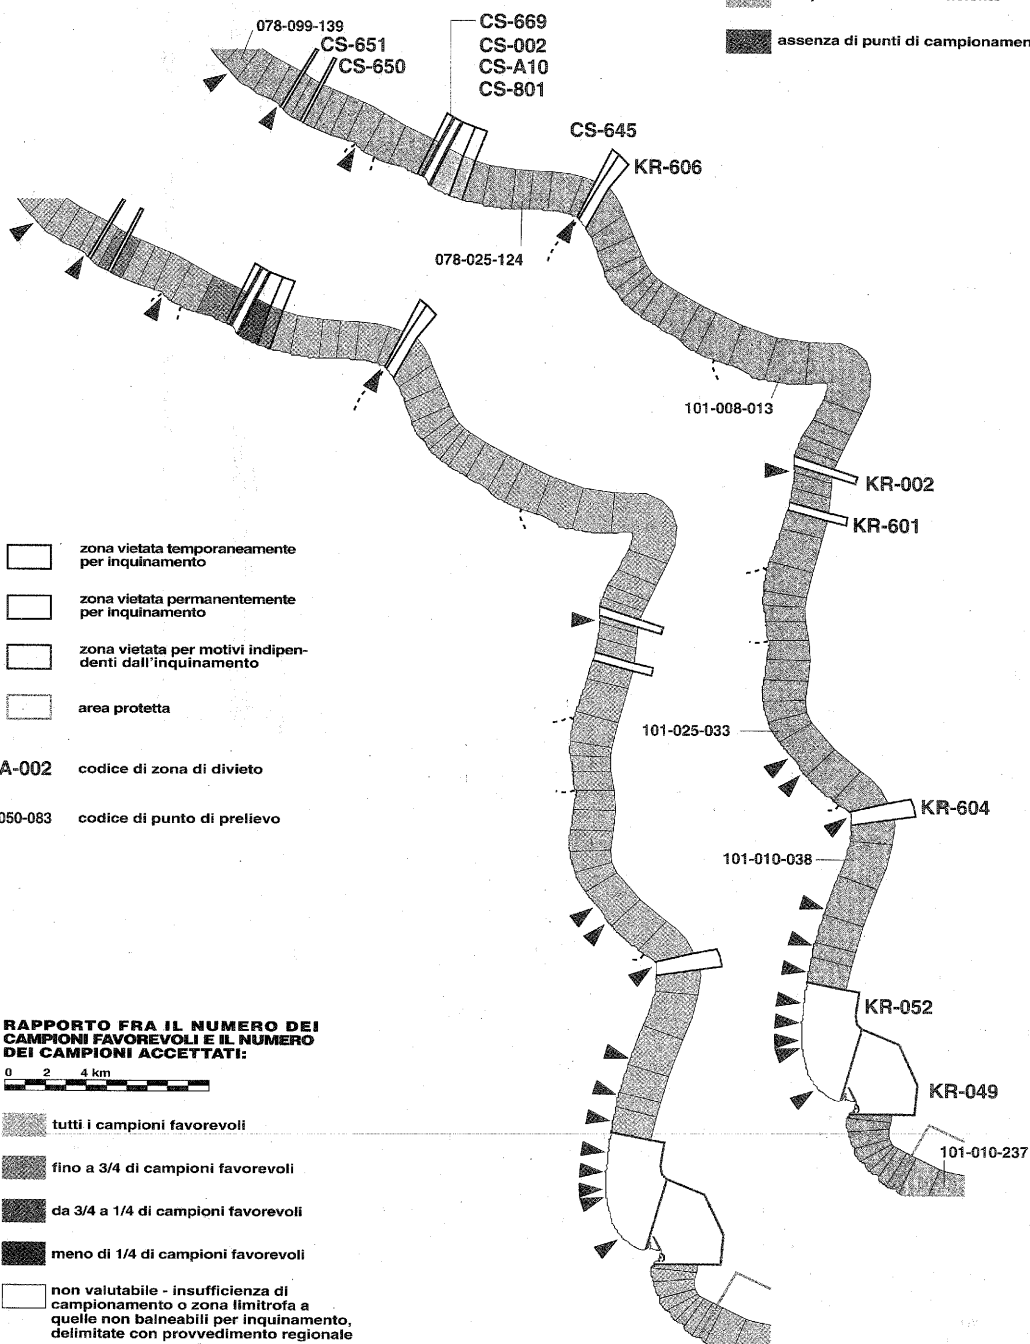 078-099-139
CS-651
CS-650
CS-669
CS-002
CS-A10
CS-801
assenza di punti di
CS-645
KR-606
078-025-124
101-008-013
KR-002
KR-601
zona vietata temporaneamente
per inquinamento
zona vietata permanentemente
per inquinamento
zona vietata per motivi indipen-
denti dall'inquinamento
area protetta
A-002 codice di zona di divieto
050-083 codice di punto di prelievo
101-025-033
KR-604
101-010-038
KR-052
KR-049
101-010-237
RAPPORTO FRA IL NUMERO DEI
CAMPIONI FAVOREVOLI E IL NUMERO
DEI CAMPIONI ACCETTATI:
0 2 4 km
tutti i campioni favorevoli
fino a 3/4 di campioni favorevoli
da 3/4 a 1/4 di campioni favorevoli
meno di 1/4 di campioni favorevoli
non valutabile - insufficienza di
campionamento o zona limitrofa a
quelle non balneabili per inquinamento,
delimitate con provvedimento regionale